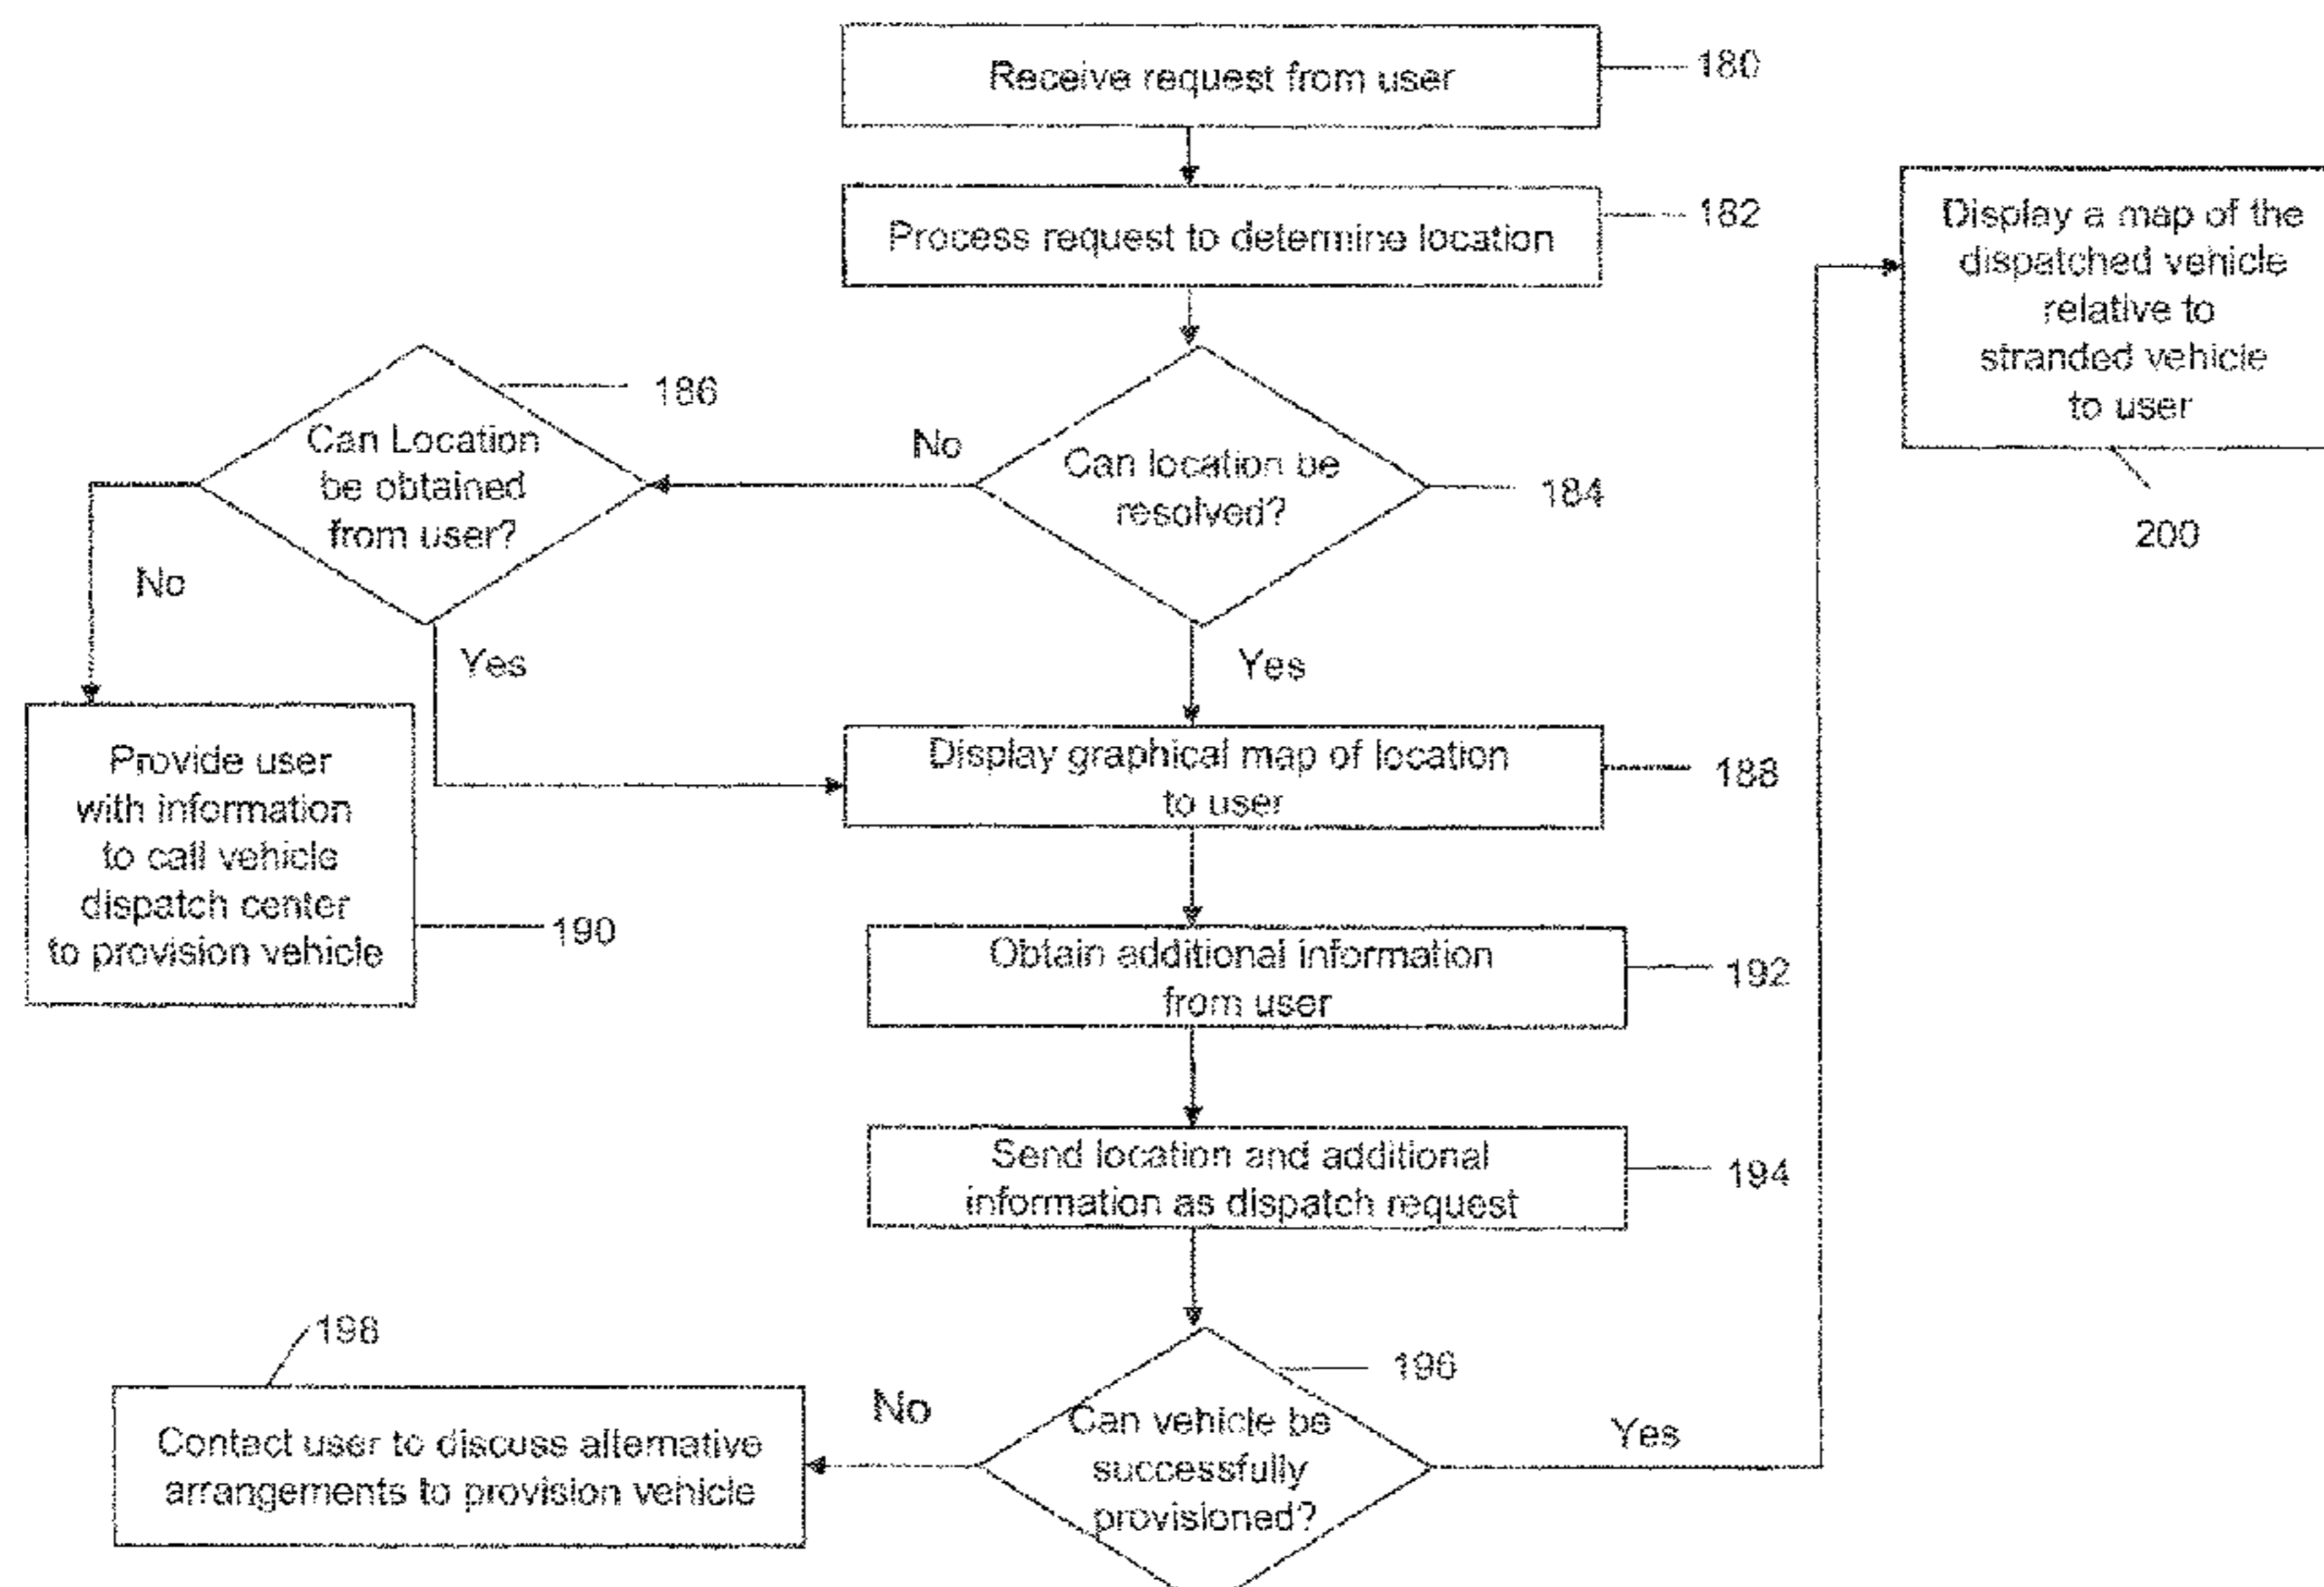 Receive request from user
180
Process request to determine location
182
Display a map of the
dispatched vehicle
relative to
stranded vehicle
to user
200
186
Can Location
be obtained
from user?
No
Can location be
resolved?
184
No
Yes
Yes
Provide user
with information
to call vehicle
dispatch center
to provision vehicle
190
Display graphical map of location
to user
188
Obtain additional information
from user
192
Send location and additional
information as dispatch request
194
198
Contact user to discuss alternative
arrangements to provision vehicle
No
196
Can vehicle be
successfully
provisioned?
Yes